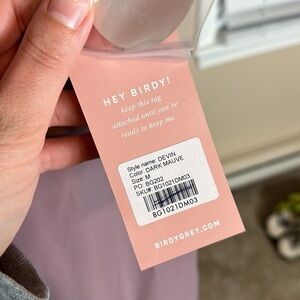 HEY BIRDY!
keep this tag
attached until you're
ready to keep me
Style name: DEVIN
Color: DARK MAUVE
Size: M
PO: BG202
SKU#: BG1021DM03
BG1021DM03
BIRDYGREY.COM